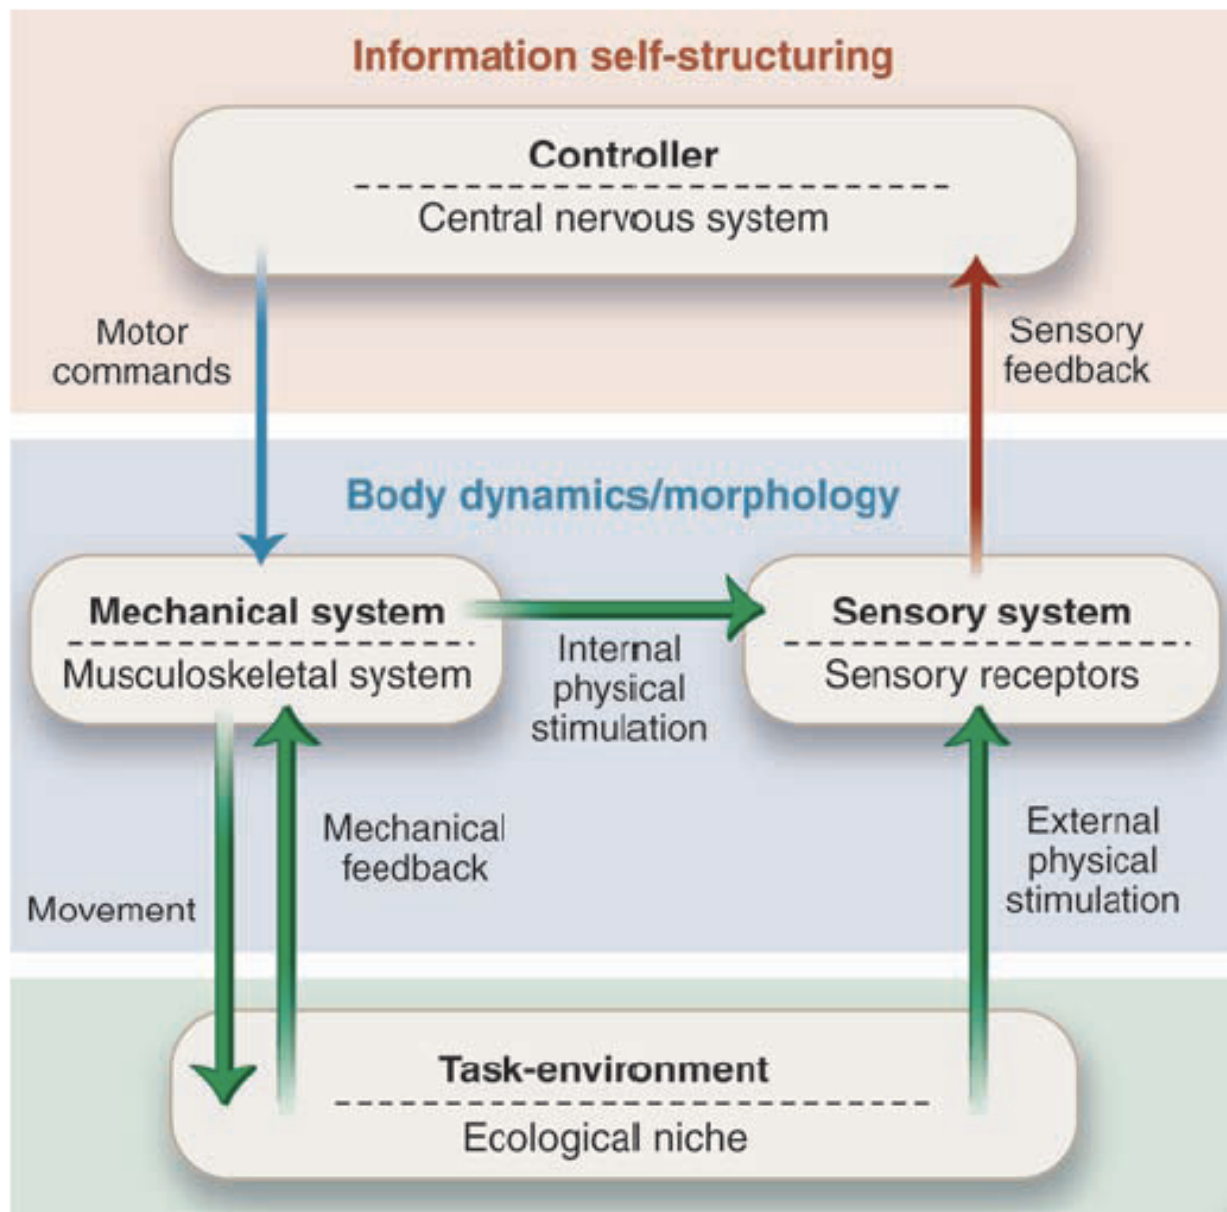 Information self-structuring
Controller
Central nervous system
Motor
commands
Sensory
feedback
Body dynamics/morphology
Mechanical system
Musculoskeletal system
Internal
physical
stimulation
Sensory system
Sensory receptors
Movement
Mechanical
feedback
External
physical
stimulation
Task-environment
Ecological niche